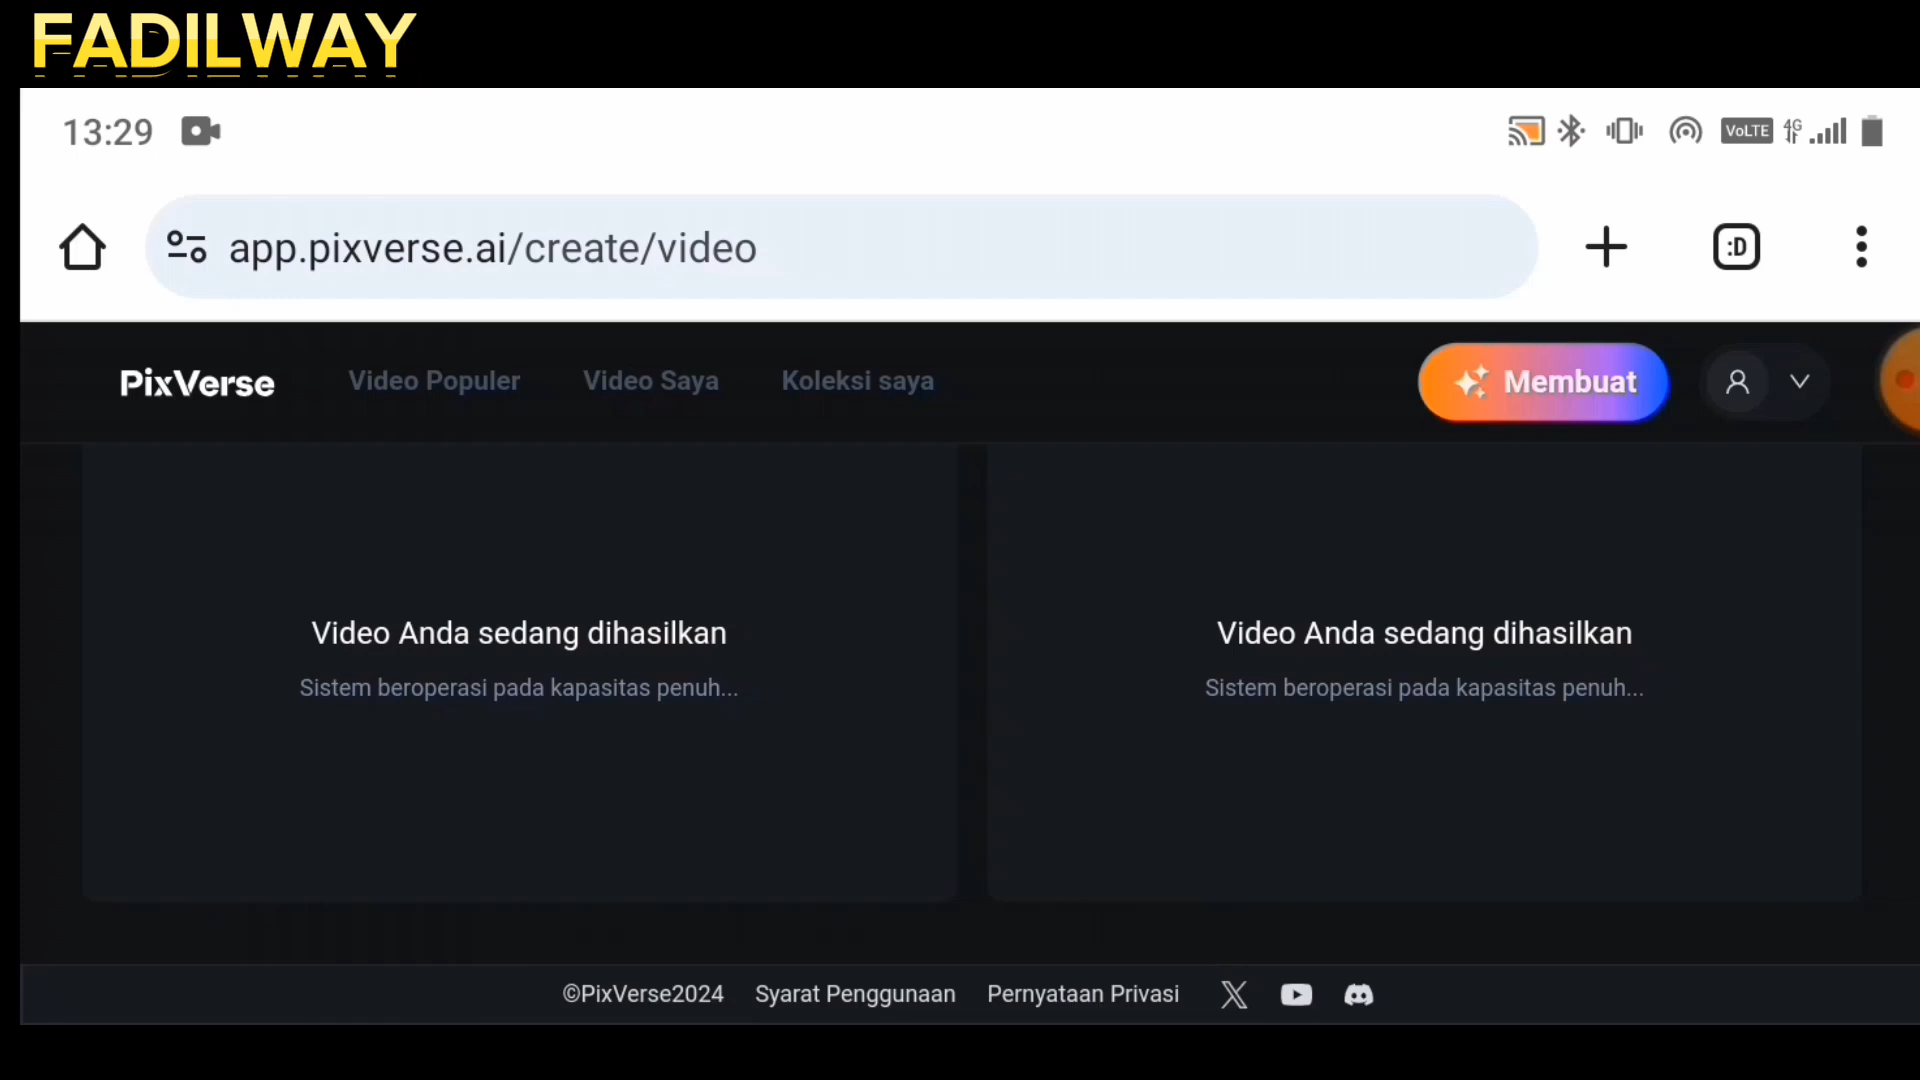 FADILWAY
13:29 VoLTE 4G
app.pixverse.ai/create/video :D
PixVerse Video Populer Video Saya Koleksi saya Membuat
Video Anda sedang dihasilkan
Sistem beroperasi pada kapasitas penuh...
Video Anda sedang dihasilkan
Sistem beroperasi pada kapasitas penuh...
©PixVerse2024 Syarat Penggunaan Pernyataan Privasi